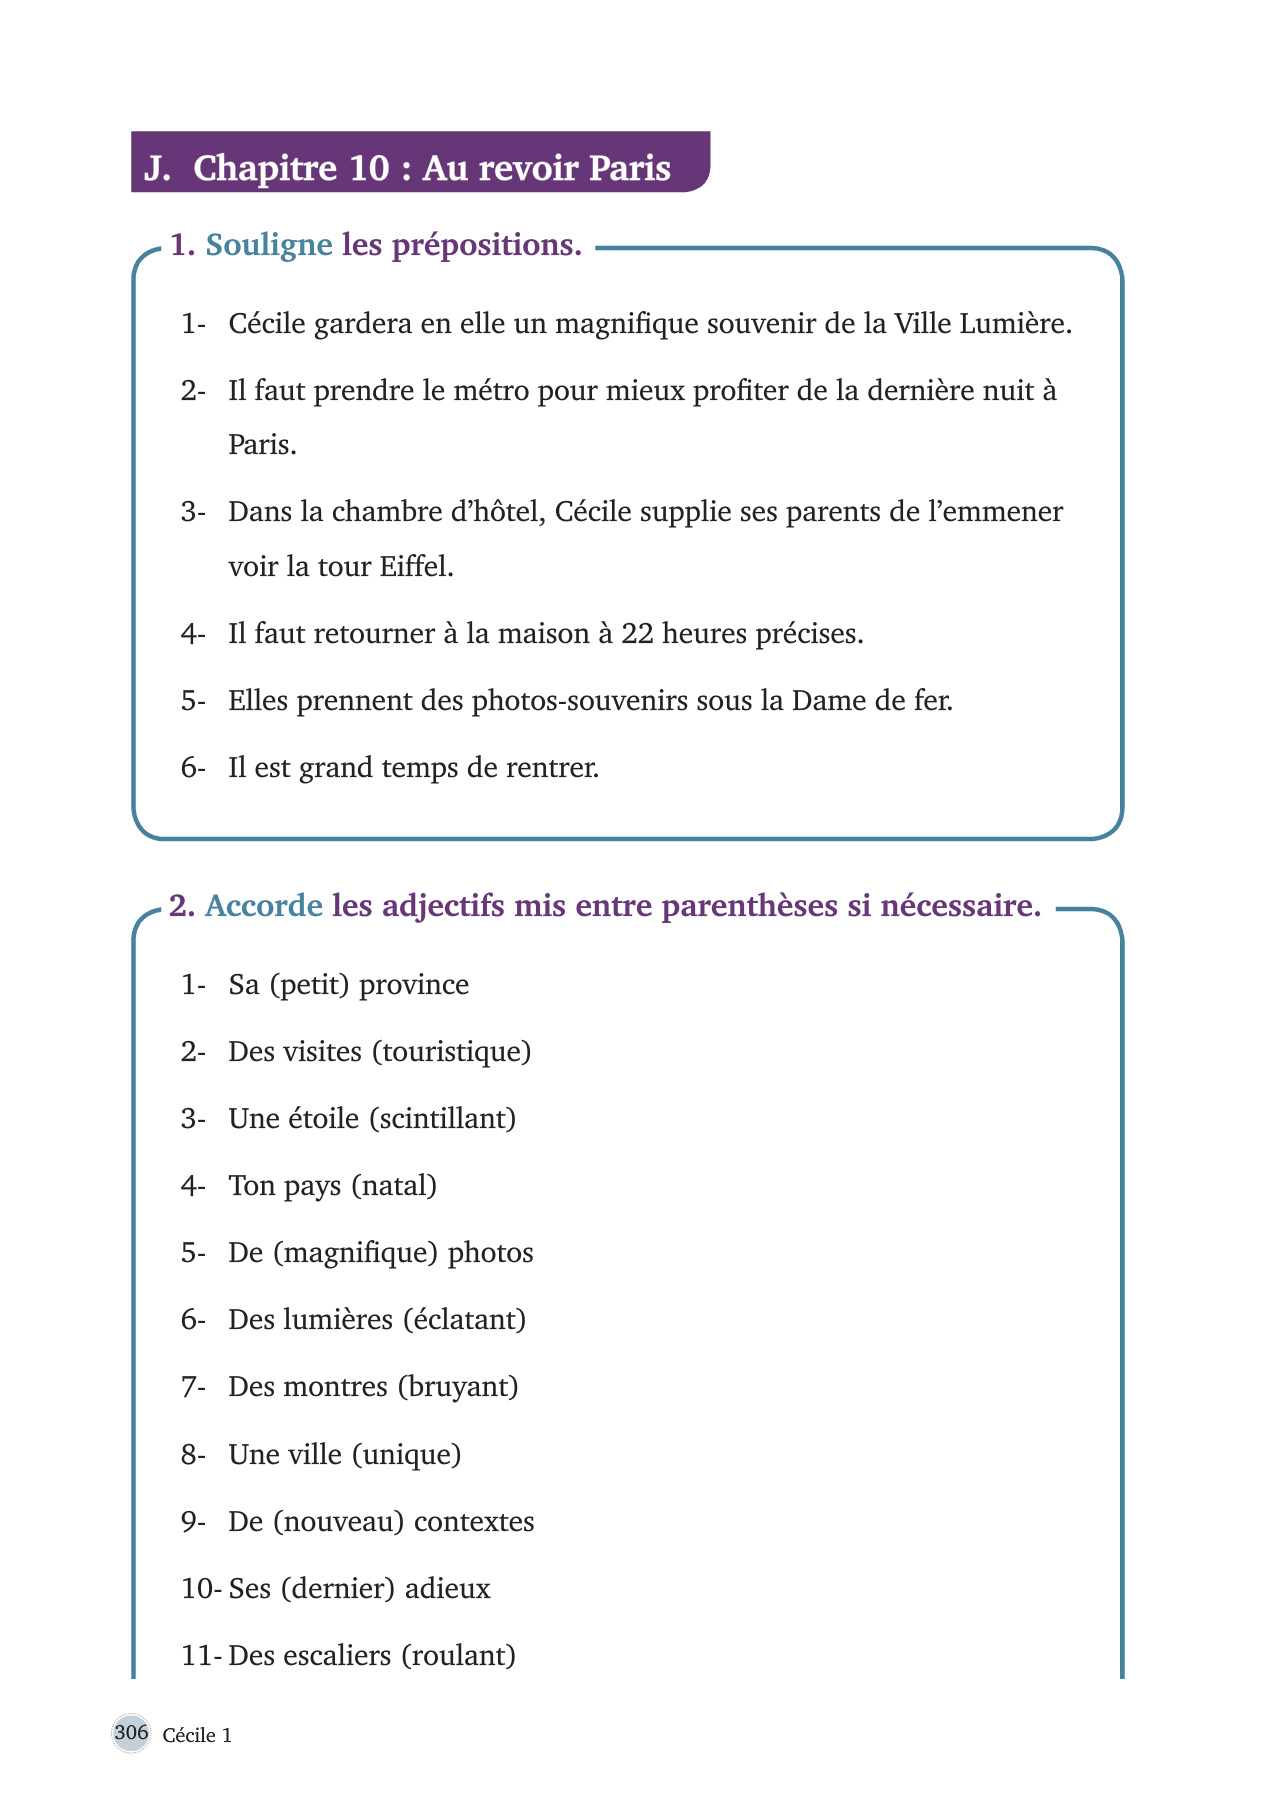 J. Chapitre 10 : Au revoir Paris
1. Souligne les prépositions.
1- Cécile gardera en elle un magnifique souvenir de la Ville Lumière.
2- Il faut prendre le métro pour mieux profiter de la dernière nuit à
Paris.
3- Dans la chambre d’hôtel, Cécile supplie ses parents de l’emmener
voir la tour Eiffel.
4- Il faut retourner à la maison à 22 heures précises.
5- Elles prennent des photos-souvenirs sous la Dame de fer.
6- Il est grand temps de rentrer.
2. Accorde les adjectifs mis entre parenthèses si nécessaire.
1- Sa (petit) province
2- Des visites (touristique)
3- Une étoile (scintillant)
4- Ton pays (natal)
5- De (magnifique) photos
6- Des lumières (éclatant)
7- Des montres (bruyant)
8- Une ville (unique)
9- De (nouveau) contextes
10- Ses (dernier) adieux
11- Des escaliers (roulant)
306 Cécile 1